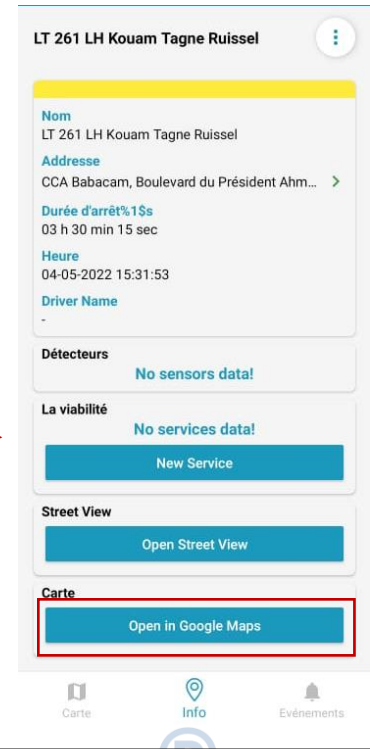 LT 261 LH Kouam Tagne Ruissel
Nom
LT 261 LH Kouam Tagne Ruissel
Addresse
CCA Babacam, Boulevard du Président Ahm...
Durée d'arrêt%1$s
03 h 30 min 15 sec
Heure
04-05-2022 15:31:53
Driver Name
-
Détecteurs
No sensors data!
La viabilité
No services data!
New Service
Street View
Open Street View
Carte
Open in Google Maps
Carte Info Evénements